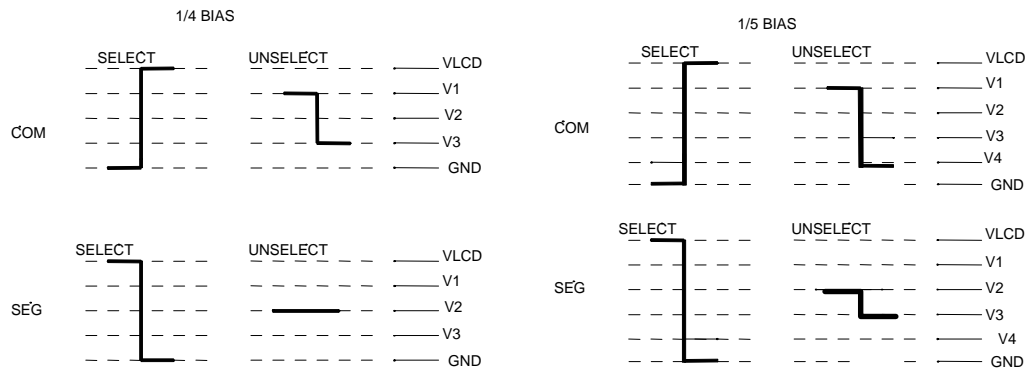 1/4 BIAS
SELECT
UNSELECT
VLCD
V1
V2
COM
V3
GND
SELECT
UNSELECT
VLCD
V1
SEG
V2
V3
GND
1/5 BIAS
SELECT
UNSELECT
VLCD
V1
V2
COM
V3
V4
GND
SELECT
UNSELECT
VLCD
V1
SEG
V2
V3
V4
GND